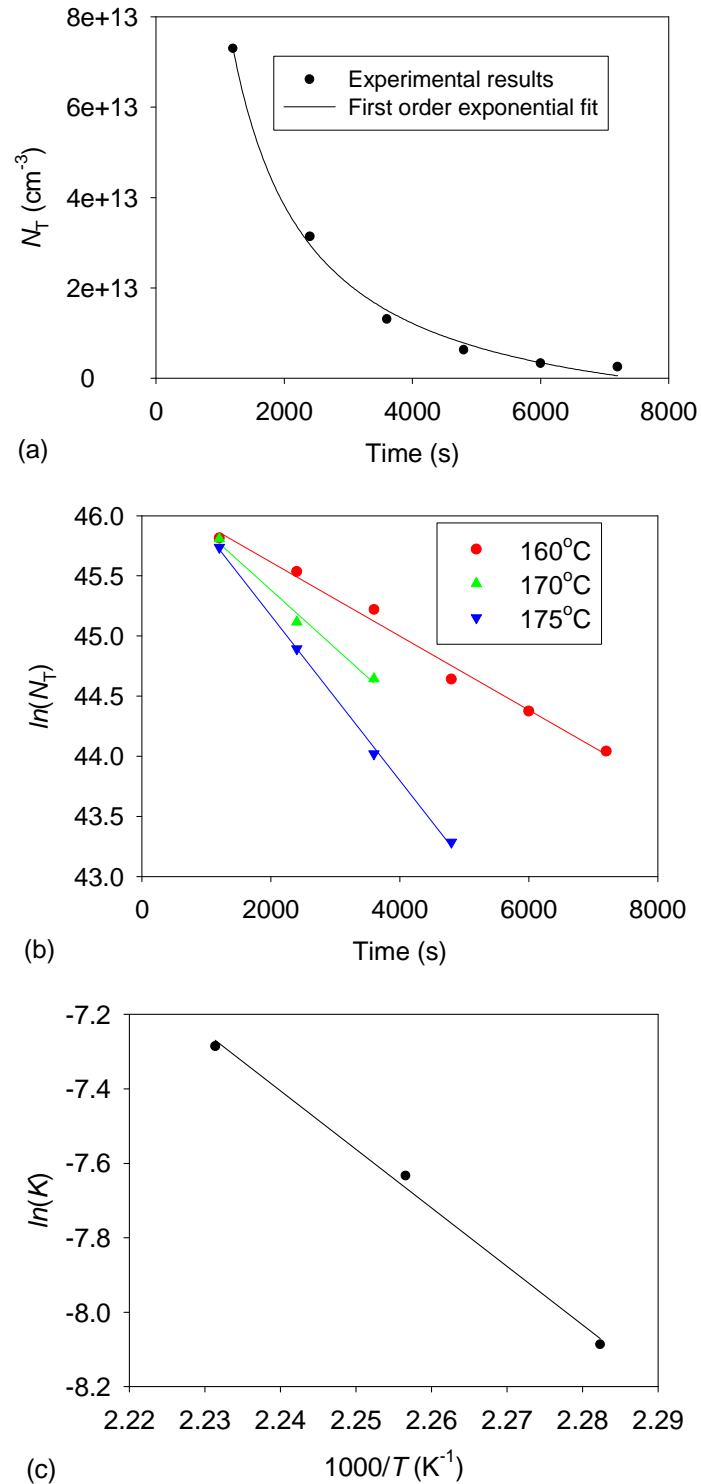 8e+13
6e+13
4e+13
2e+13
0
N_T (cm^-3)
Experimental results
First order exponential fit
0 2000 4000 6000 8000
Time (s)
(a)
46.0
45.5
45.0
44.5
44.0
43.5
43.0
ln(N_T)
160°C
170°C
175°C
0 2000 4000 6000 8000
Time (s)
(b)
-7.2
-7.4
-7.6
-7.8
-8.0
-8.2
ln(K)
2.22 2.23 2.24 2.25 2.26 2.27 2.28 2.29
1000/T (K^-1)
(c)